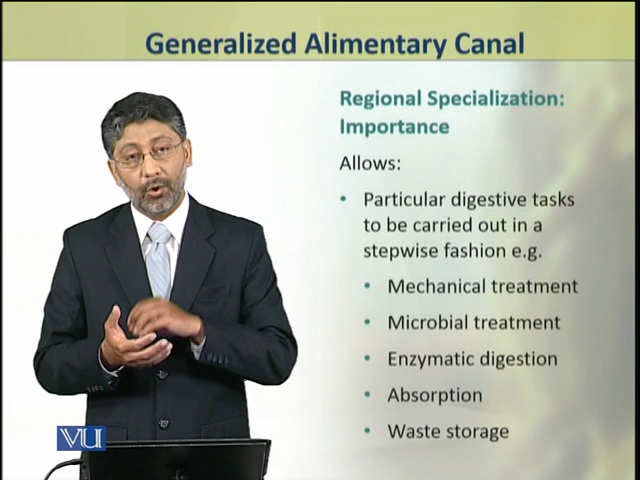 Generalized Alimentary Canal
Regional Specialization:
Importance
Allows:
• Particular digestive tasks
to be carried out in a
stepwise fashion e.g.
• Mechanical treatment
• Microbial treatment
• Enzymatic digestion
• Absorption
• Waste storage
VU